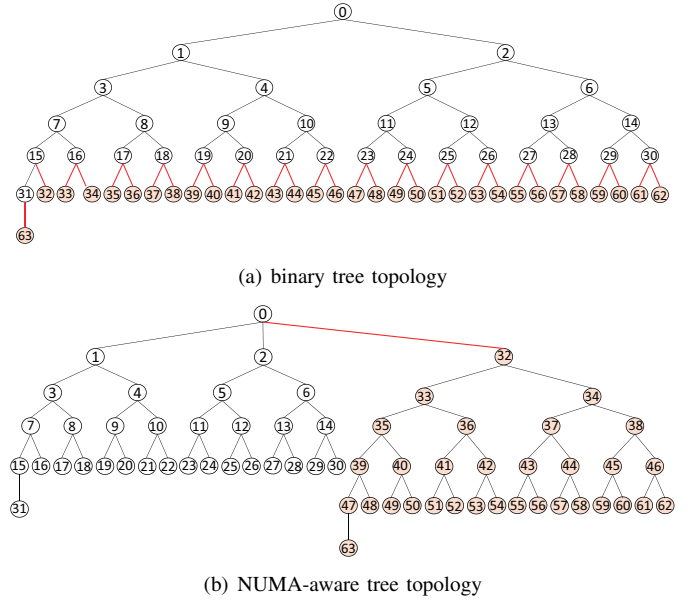 0
1 2
3 4 5 6
7 8 9 10 11 12 13 14
15 16 17 18 19 20 21 22 23 24 25 26 27 28 29 30
31 32 33 34 35 36 37 38 39 40 41 42 43 44 45 46 47 48 49 50 51 52 53 54 55 56 57 58 59 60 61 62
63
(a) binary tree topology
0
1 2 32
3 4 5 6 33 34
7 8 9 10 11 12 13 14 35 36 37 38
15 16 17 18 19 20 21 22 23 24 25 26 27 28 29 30 39 40 41 42 43 44 45 46
31 47 48 49 50 51 52 53 54 55 56 57 58 59 60 61 62
63
(b) NUMA-aware tree topology